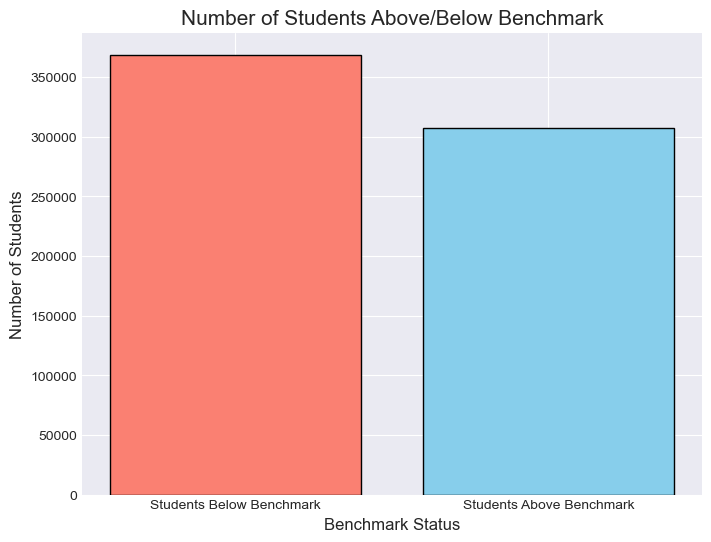 Number of Students Above/Below Benchmark
Number of Students
350000
300000
250000
200000
150000
100000
50000
0
Students Below Benchmark
Students Above Benchmark
Benchmark Status